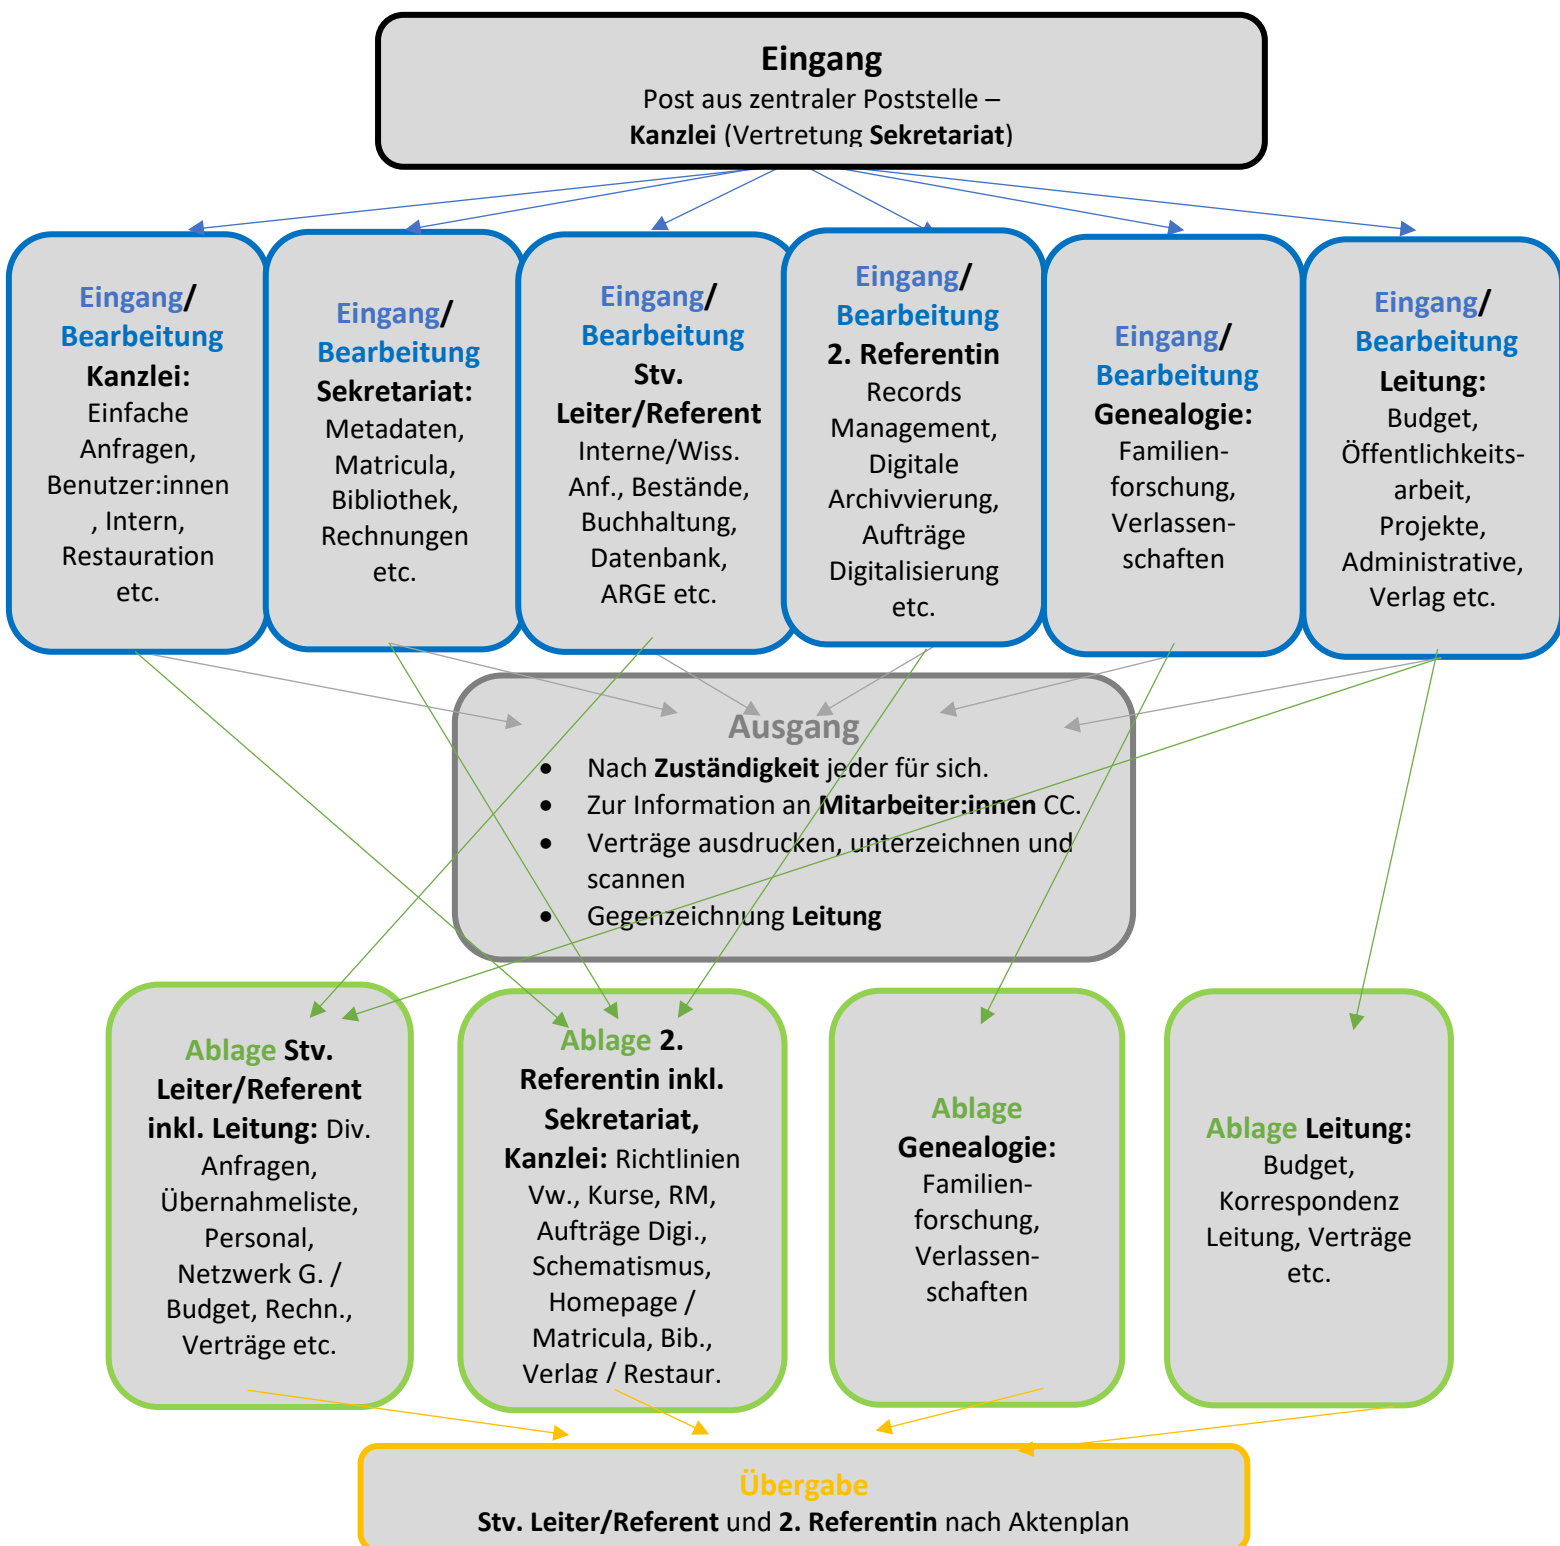 Eingang
Post aus zentraler Poststelle –
Kanzlei (Vertretung Sekretariat)
Eingang/
Bearbeitung
Kanzlei:
Einfache
Anfragen,
Benutzer:innen
, Intern,
Restauration
etc.
Eingang/
Bearbeitung
Sekretariat:
Metadaten,
Matricula,
Bibliothek,
Rechnungen
etc.
Eingang/
Bearbeitung
Stv.
Leiter/Referent
Interne/Wiss.
Anf., Bestände,
Buchhaltung,
Datenbank,
ARGE etc.
Eingang/
Bearbeitung
2. Referentin
Records
Management,
Digitale
Archivvierung,
Aufträge
Digitalisierung
etc.
Eingang/
Bearbeitung
Genealogie:
Familien-
forschung,
Verlassen-
schaften
Eingang/
Bearbeitung
Leitung:
Budget,
Öffentlichkeits-
arbeit,
Projekte,
Administrative,
Verlag etc.
Ausgang
• Nach Zuständigkeit jeder für sich.
• Zur Information an Mitarbeiter:innen CC.
• Verträge ausdrucken, unterzeichnen und
scannen
• Gegenzeichnung Leitung
Ablage Stv.
Leiter/Referent
inkl. Leitung: Div.
Anfragen,
Übernahmeliste,
Personal,
Netzwerk G. /
Budget, Rechn.,
Verträge etc.
Ablage 2.
Referentin inkl.
Sekretariat,
Kanzlei: Richtlinien
Vw., Kurse, RM,
Aufträge Digi.,
Schematismus,
Homepage /
Matricula, Bib.,
Verlag / Restaur.
Ablage
Genealogie:
Familien-
forschung,
Verlassen-
schaften
Ablage Leitung:
Budget,
Korrespondenz
Leitung, Verträge
etc.
Übergabe
Stv. Leiter/Referent und 2. Referentin nach Aktenplan